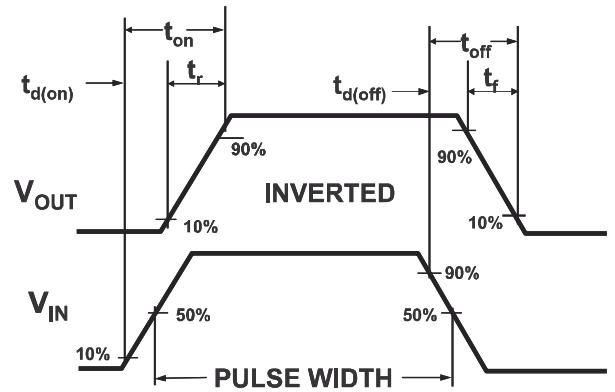 t_on t_off
t_d(on) t_r t_d(off) t_f
90% 90%
V_OUT INVERTED
10% 10%
90%
V_IN 50% 50%
10%
PULSE WIDTH